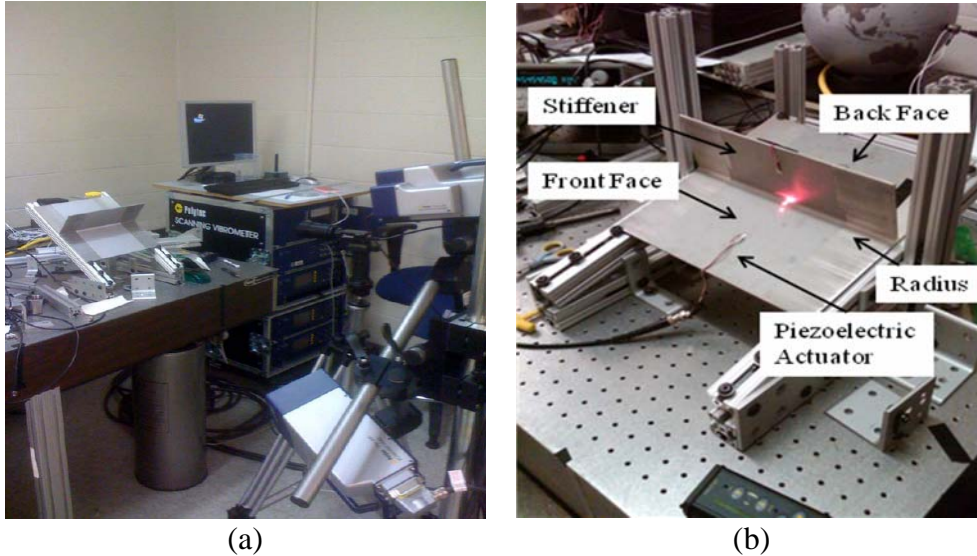 Polytec
SCANNING VIBROMETER
Stiffener
Back Face
Front Face
Radius
Piezoelectric
Actuator
(a)
(b)